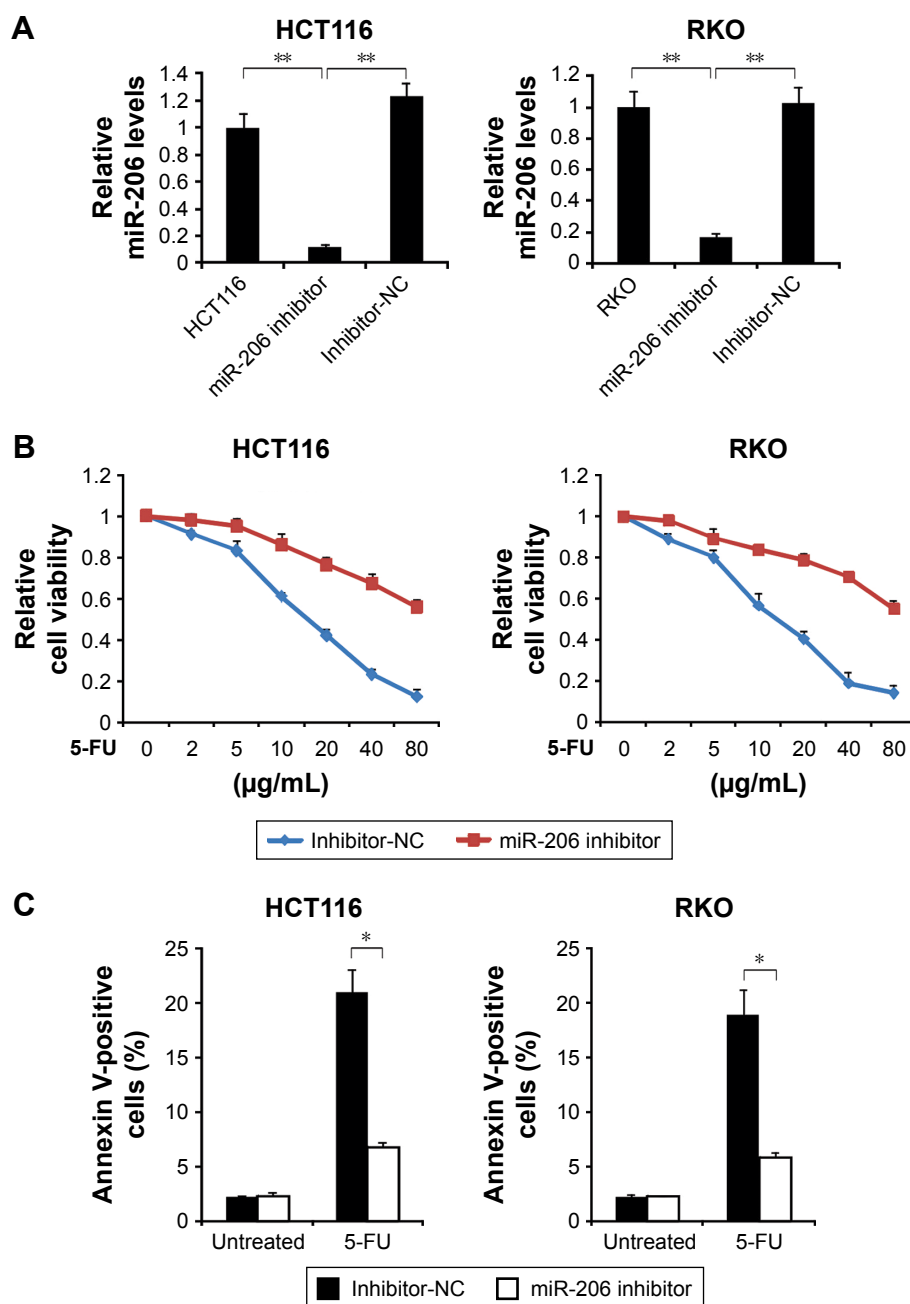 A
HCT116
RKO
Relative
miR-206 levels
1.4
1.2
1
0.8
0.6
0.4
0.2
0
** **
HCT116
miR-206 inhibitor
Inhibitor-NC
Relative
miR-206 levels
1.2
1
0.8
0.6
0.4
0.2
0
** **
RKO
miR-206 inhibitor
Inhibitor-NC
B
HCT116
RKO
Relative
cell viability
1.2
1
0.8
0.6
0.4
0.2
0
5-FU 0 2 5 10 20 40 80
(µg/mL)
Relative
cell viability
1.2
1
0.8
0.6
0.4
0.2
0
5-FU 0 2 5 10 20 40 80
(µg/mL)
Inhibitor-NC miR-206 inhibitor
C
HCT116
RKO
Annexin V-positive
cells (%)
25
20
15
10
5
0
*
Untreated 5-FU
Annexin V-positive
cells (%)
25
20
15
10
5
0
*
Untreated 5-FU
Inhibitor-NC miR-206 inhibitor